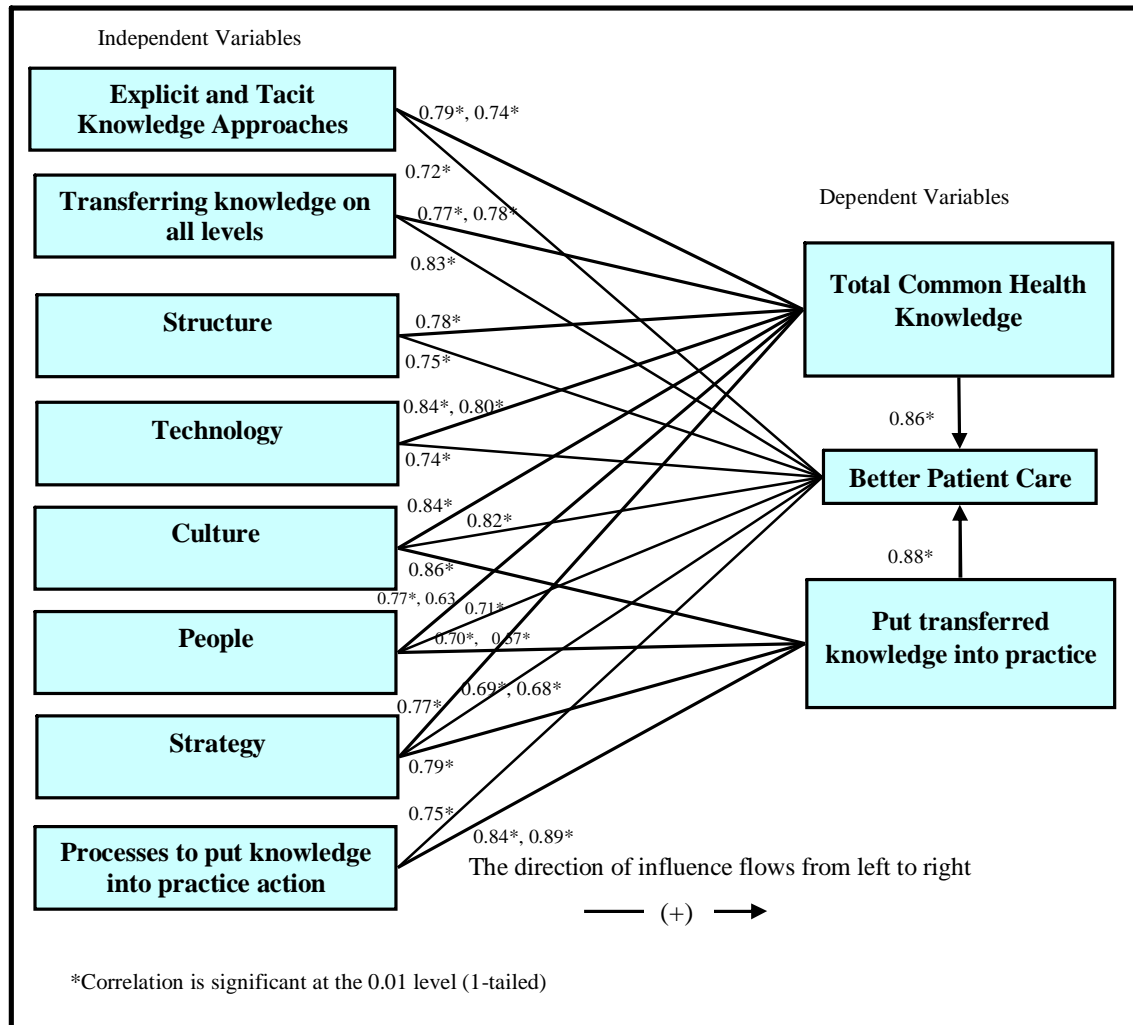 Independent Variables
Explicit and Tacit
Knowledge Approaches
0.79*, 0.74*
0.72*
Transferring knowledge on
all levels
0.77*, 0.78*
0.83*
Dependent Variables
Total Common Health
Knowledge
Structure
0.78*
0.75*
Technology
0.84*, 0.80*
0.74*
0.86*
Better Patient Care
Culture
0.84*
0.82*
0.86*
0.88*
0.77*, 0.63
0.71*
People
0.70*, 0.57*
Put transferred
knowledge into practice
0.69*, 0.68*
0.77*
Strategy
0.79*
0.75*
Processes to put knowledge
into practice action
0.84*, 0.89*
The direction of influence flows from left to right
(+)
*Correlation is significant at the 0.01 level (1-tailed)